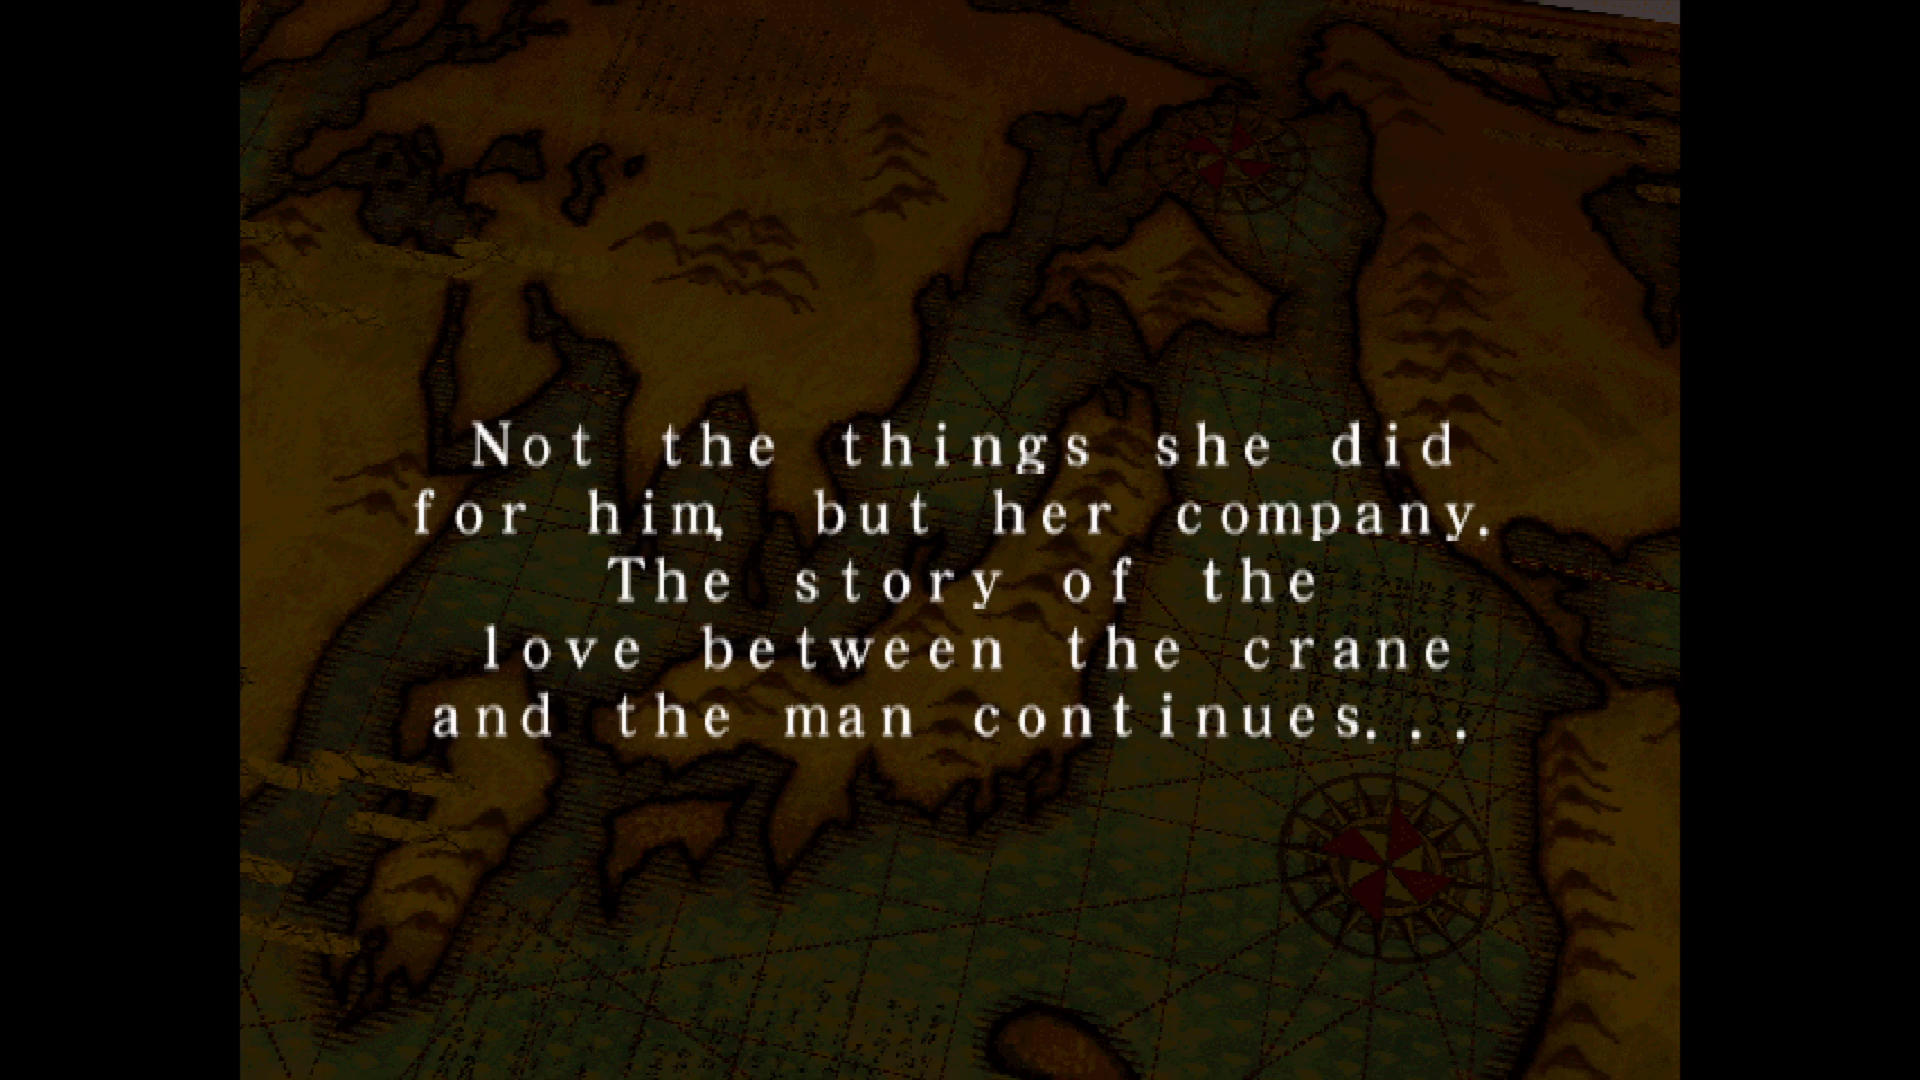 Not the things she did
for him, but her company.
The story of the
love between the crane
and the man continues...